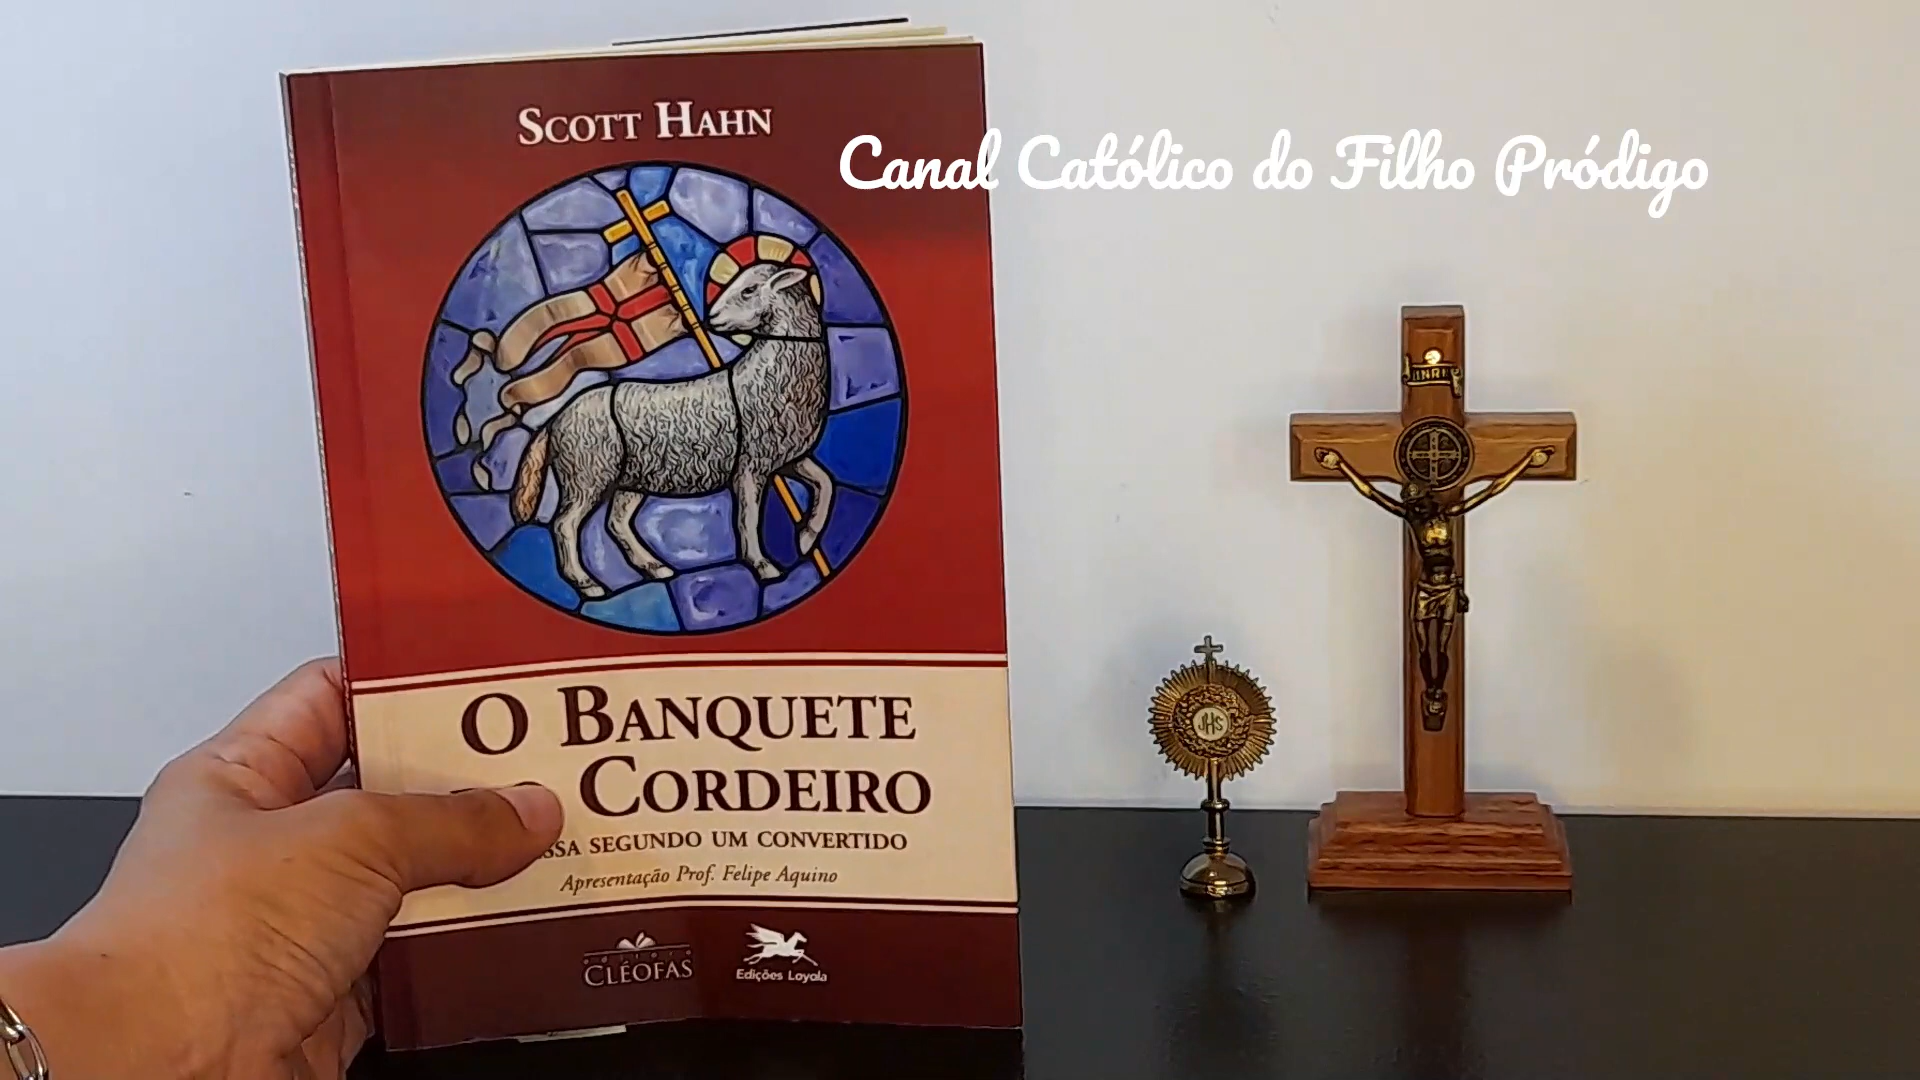 SCOTT HAHN
Canal Católico do Filho Pródigo
O BANQUETE
CORDEIRO
SEGUNDO UM CONVERTIDO
Apresentação Prof. Felipe Aquino
CLÉOFAS
Edições Loyola
INRI
JHS